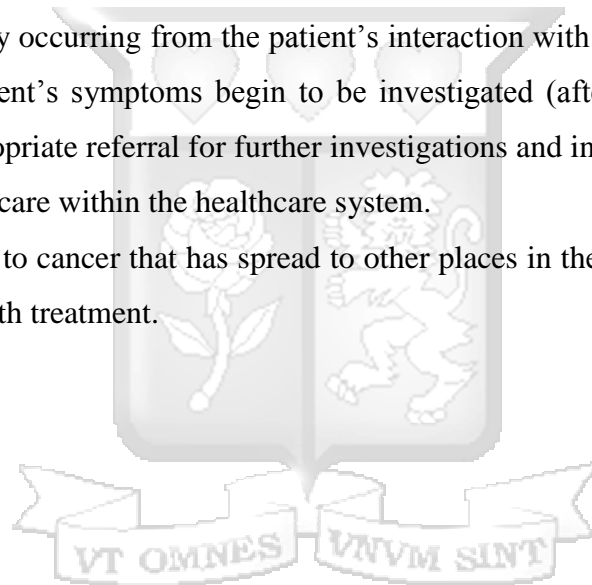 y occurring from the patient’s interaction with
ent’s symptoms begin to be investigated (afte
opriate referral for further investigations and in
care within the healthcare system.
to cancer that has spread to other places in the
th treatment.
VT OMNES VNVM SINT